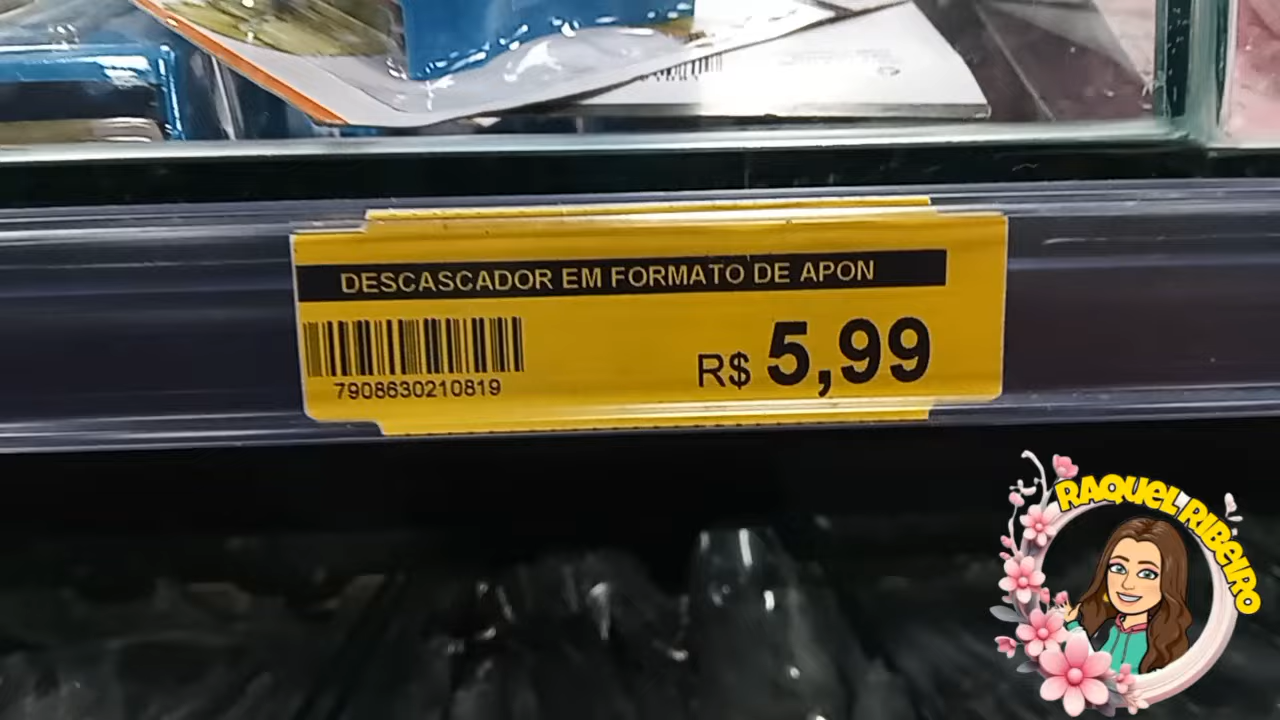 DESCASCADOR EM FORMATO DE APON
7908630210819
R$ 5,99
RAQUEL RIBEIRO